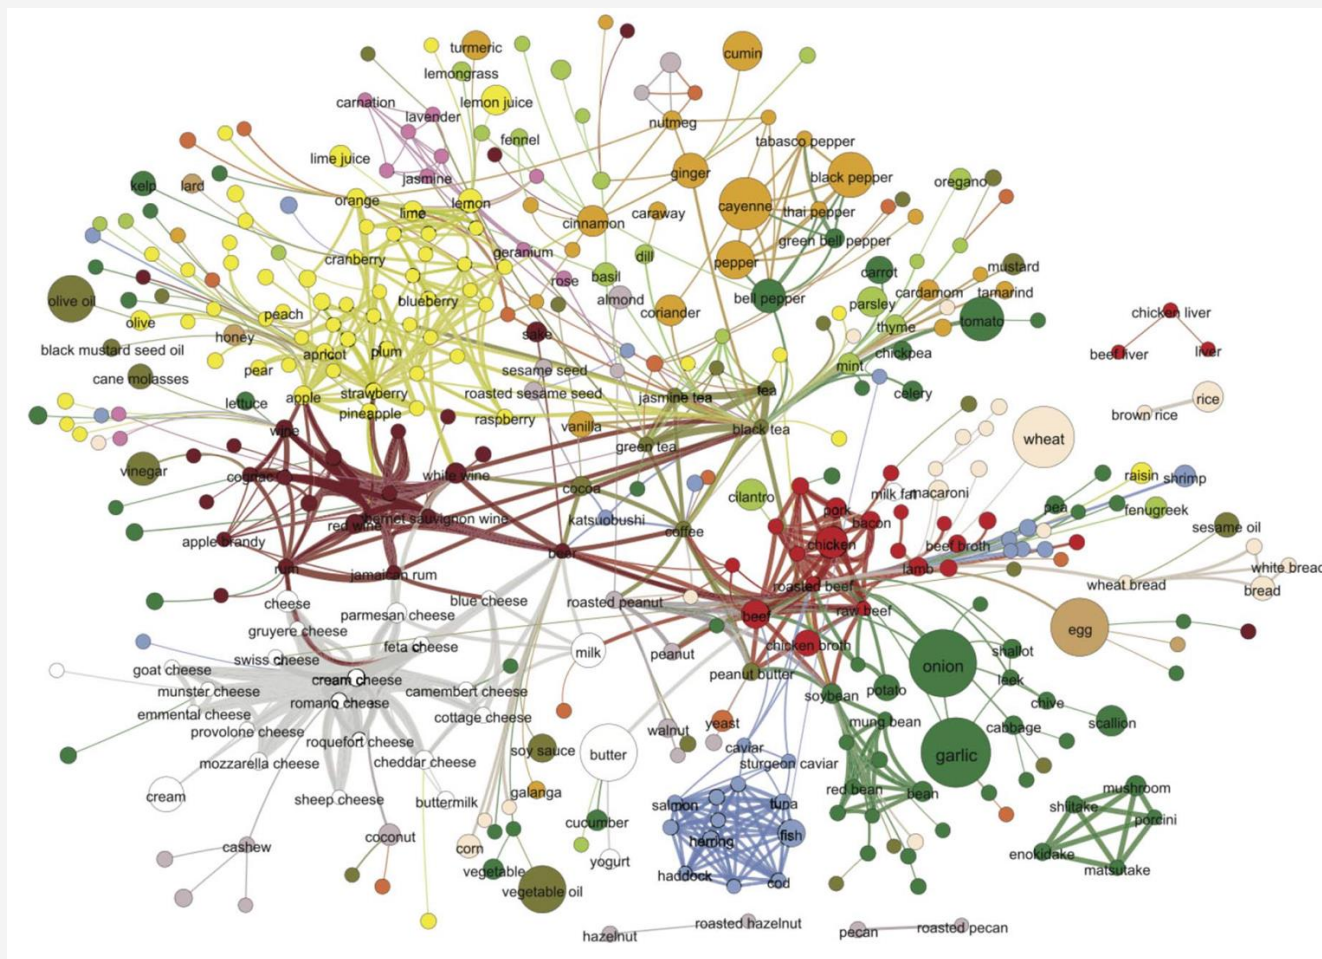 turmeric
cumin
lemongrass
carnation
lavender
lemon juice
nutmeg
tabasco pepper
fennel
lime juice
ginger
black pepper
kelp
lard
jasmine
oregano
orange
lime
lemon
cayenne
thai pepper
cinnamon
caraway
green bell pepper
cranberry
geranium
dill
pepper
carrot
mustard
rose
basil
olive oil
blueberry
almond
coriander
bell pepper
parsley
cardamom
tamarind
olive
peach
thyme
tomato
chicken liver
honey
sake
black mustard seed oil
apricot
plum
chickpea
beef liver
liver
pear
sesame seed
mint
cane molasses
apple
strawberry
roasted sesame seed
jasmine tea
tea
celery
rice
lettuce
pineapple
raspberry
vanilla
brown rice
wine
green tea
black tea
wheat
vinegar
cognac
white wine
cocoa
cilantro
milk fat
macaroni
raisin
shrimp
red wine
bernet sauvignon wine
katsuobushi
coffee
pork
bacon
pea
fenugreek
sesame oil
apple brandy
beer
chicken
beef broth
rum
jamaican rum
lamb
white bread
roasted beef
wheat bread
bread
cheese
parmesan cheese
blue cheese
roasted peanut
beef
raw beef
gruyere cheese
egg
feta cheese
swiss cheese
milk
peanut
chicken broth
shallot
goat cheese
cream cheese
onion
munster cheese
camembert cheese
peanut butter
leek
romano cheese
soybean
potato
emmental cheese
cottage cheese
chive
provolone cheese
walnut
yeast
mung bean
cabbage
scallion
roquefort cheese
soy sauce
butter
caviar
garlic
mozzarella cheese
cheddar cheese
sturgeon caviar
cream
sheep cheese
buttermilk
galanga
red bean
bean
mushroom
salmon
tupa
shiitake
porcini
cucumber
coconut
fish
cashew
corn
herring
enokidake
yogurt
vegetable
haddock
cod
matsutake
vegetable oil
hazelnut
roasted hazelnut
pecan
roasted pecan